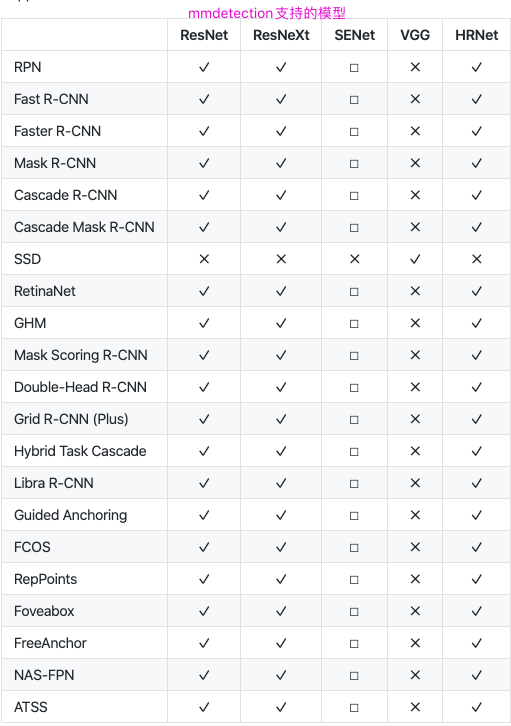 mmdetection支持的模型
ResNet ResNeXt SENet VGG HRNet
RPN ✓ ✓ ☐ ✗ ✓
Fast R-CNN ✓ ✓ ☐ ✗ ✓
Faster R-CNN ✓ ✓ ☐ ✗ ✓
Mask R-CNN ✓ ✓ ☐ ✗ ✓
Cascade R-CNN ✓ ✓ ☐ ✗ ✓
Cascade Mask R-CNN ✓ ✓ ☐ ✗ ✓
SSD ✗ ✗ ✗ ✓ ✗
RetinaNet ✓ ✓ ☐ ✗ ✓
GHM ✓ ✓ ☐ ✗ ✓
Mask Scoring R-CNN ✓ ✓ ☐ ✗ ✓
Double-Head R-CNN ✓ ✓ ☐ ✗ ✓
Grid R-CNN (Plus) ✓ ✓ ☐ ✗ ✓
Hybrid Task Cascade ✓ ✓ ☐ ✗ ✓
Libra R-CNN ✓ ✓ ☐ ✗ ✓
Guided Anchoring ✓ ✓ ☐ ✗ ✓
FCOS ✓ ✓ ☐ ✗ ✓
RepPoints ✓ ✓ ☐ ✗ ✓
Foveabox ✓ ✓ ☐ ✗ ✓
FreeAnchor ✓ ✓ ☐ ✗ ✓
NAS-FPN ✓ ✓ ☐ ✗ ✓
ATSS ✓ ✓ ☐ ✗ ✓